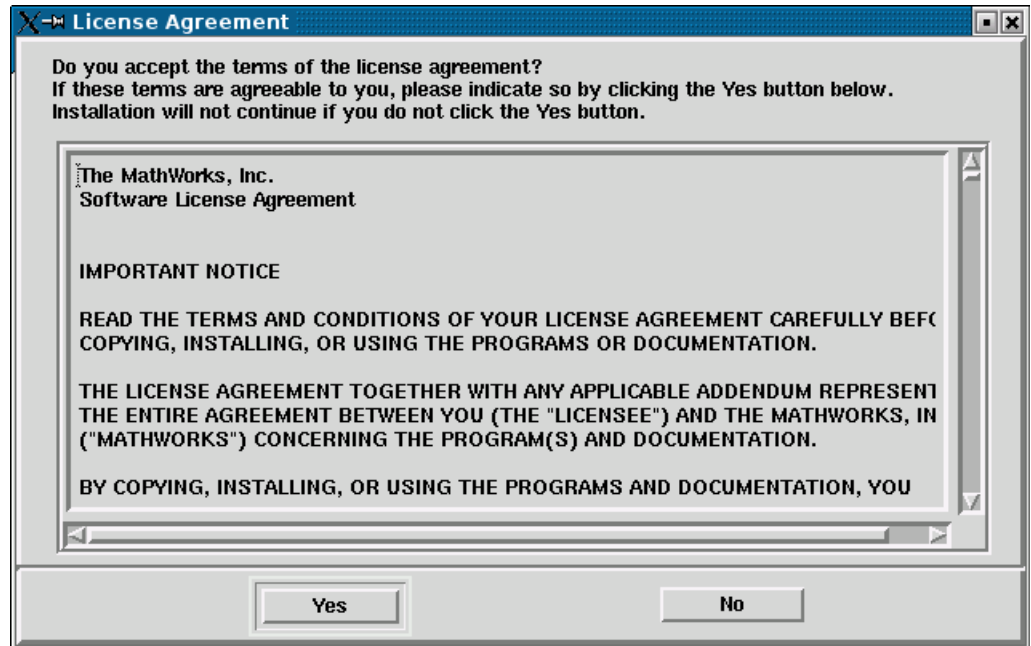 License Agreement
Do you accept the terms of the license agreement?
If these terms are agreeable to you, please indicate so by clicking the Yes button below.
Installation will not continue if you do not click the Yes button.
The MathWorks, Inc.
Software License Agreement
IMPORTANT NOTICE
READ THE TERMS AND CONDITIONS OF YOUR LICENSE AGREEMENT CAREFULLY
COPYING, INSTALLING, OR USING THE PROGRAMS OR DOCUMENTATION.
THE LICENSE AGREEMENT TOGETHER WITH ANY APPLICABLE ADDENDUM REPRESENT
THE ENTIRE AGREEMENT BETWEEN YOU (THE "LICENSEE") AND THE MATHWORKS, IN
("MATHWORKS") CONCERNING THE PROGRAM(S) AND DOCUMENTATION.
BY COPYING, INSTALLING, OR USING THE PROGRAMS AND DOCUMENTATION, YOU
Yes
No